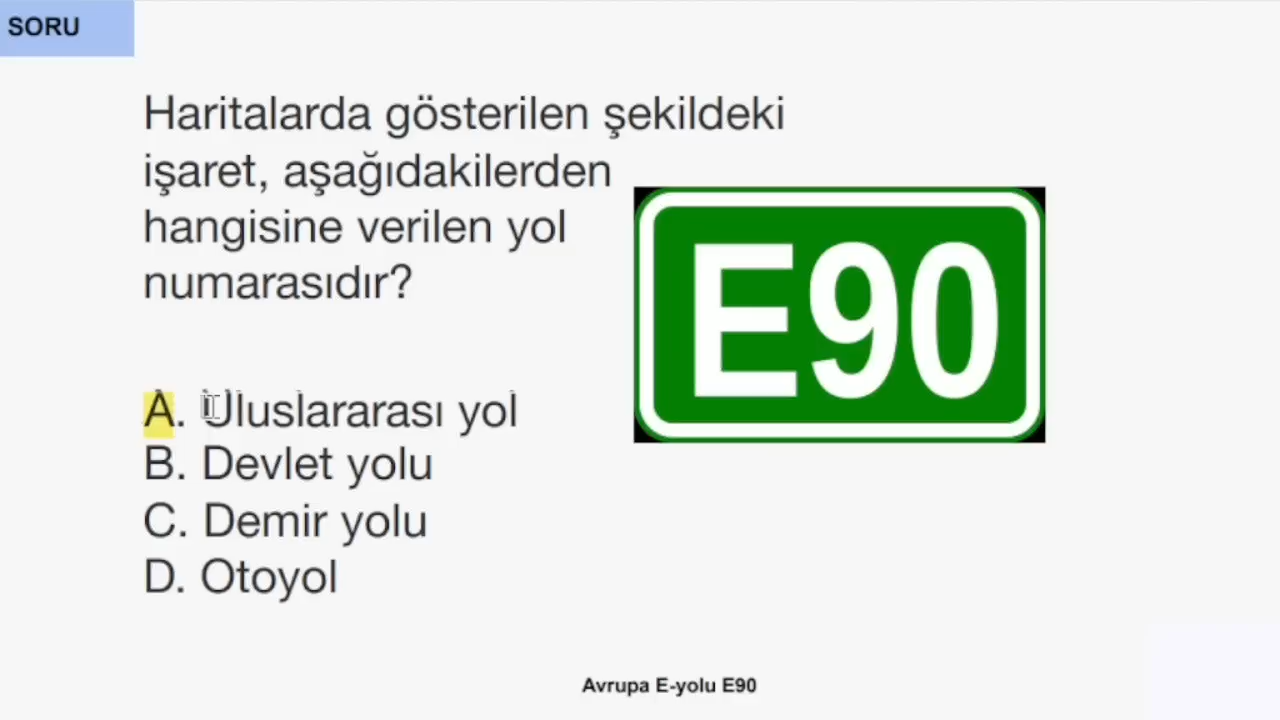 SORU
Haritalarda gösterilen şekildeki
işaret, aşağıdakilerden
hangisine verilen yol
numarasıdır?
E90
A. Uluslararası yol
B. Devlet yolu
C. Demir yolu
D. Otoyol
Avrupa E-yolu E90